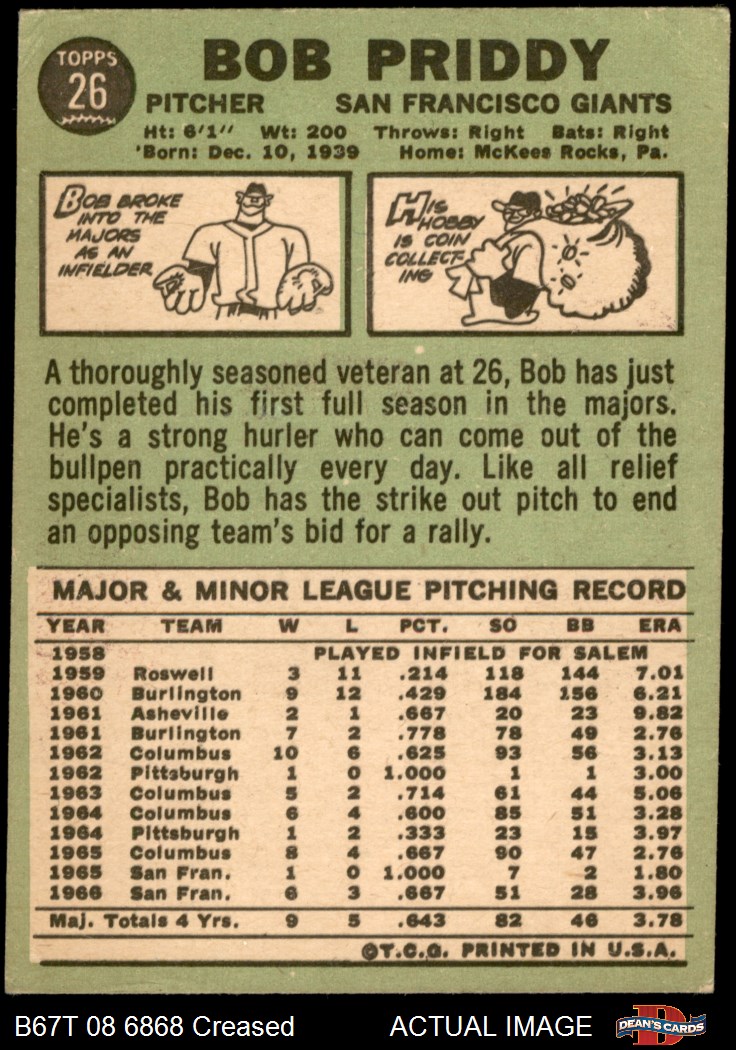 TOPPS
26
BOB PRIDDY
PITCHER SAN FRANCISCO GIANTS
Ht: 6'1" Wt: 200 Throws: Right Bats: Right
'Born: Dec. 10, 1939 Home: McKees Rocks, Pa.
BOB BROKE
INTO THE
MAJORS
AS AN
INFIELDER
HIS
HOBBY
IS COIN
COLLECT-
ING
A thoroughly seasoned veteran at 26, Bob has just
completed his first full season in the majors.
He's a strong hurler who can come out of the
bullpen practically every day. Like all relief
specialists, Bob has the strike out pitch to end
an opposing team's bid for a rally.
MAJOR & MINOR LEAGUE PITCHING RECORD
YEAR TEAM W L PCT. SO BB ERA
1958 PLAYED INFIELD FOR SALEM
1959 Roswell 3 11 .214 118 144 7.01
1960 Burlington 9 12 .429 184 156 6.21
1961 Asheville 2 1 .667 20 23 9.82
1961 Burlington 7 2 .778 78 49 2.76
1962 Columbus 10 6 .625 93 56 3.13
1962 Pittsburgh 1 0 1.000 1 1 3.00
1963 Columbus 5 2 .714 61 44 5.06
1964 Columbus 6 4 .600 85 51 3.28
1964 Pittsburgh 1 2 .333 23 15 3.97
1965 Columbus 8 4 .667 90 47 2.76
1965 San Fran. 1 0 1.000 7 2 1.80
1966 San Fran. 6 3 .667 51 28 3.96
Maj. Totals 4 Yrs. 9 5 .643 82 46 3.78
©T.C.G. PRINTED IN U.S.A.
B67T 08 6868 Creased ACTUAL IMAGE
D
DEAN'S CARDS